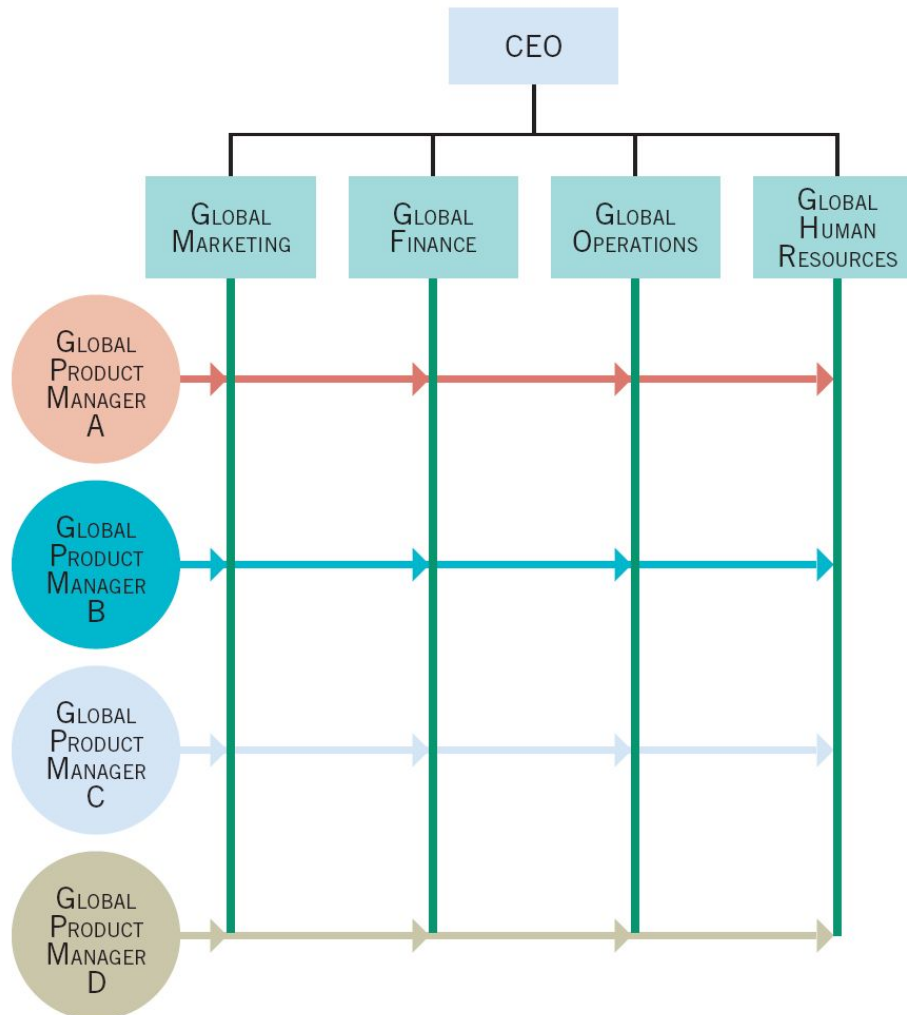 CEO
GLOBAL
MARKETING
GLOBAL
FINANCE
GLOBAL
OPERATIONS
GLOBAL
HUMAN
RESOURCES
GLOBAL
PRODUCT
MANAGER
A
GLOBAL
PRODUCT
MANAGER
B
GLOBAL
PRODUCT
MANAGER
C
GLOBAL
PRODUCT
MANAGER
D